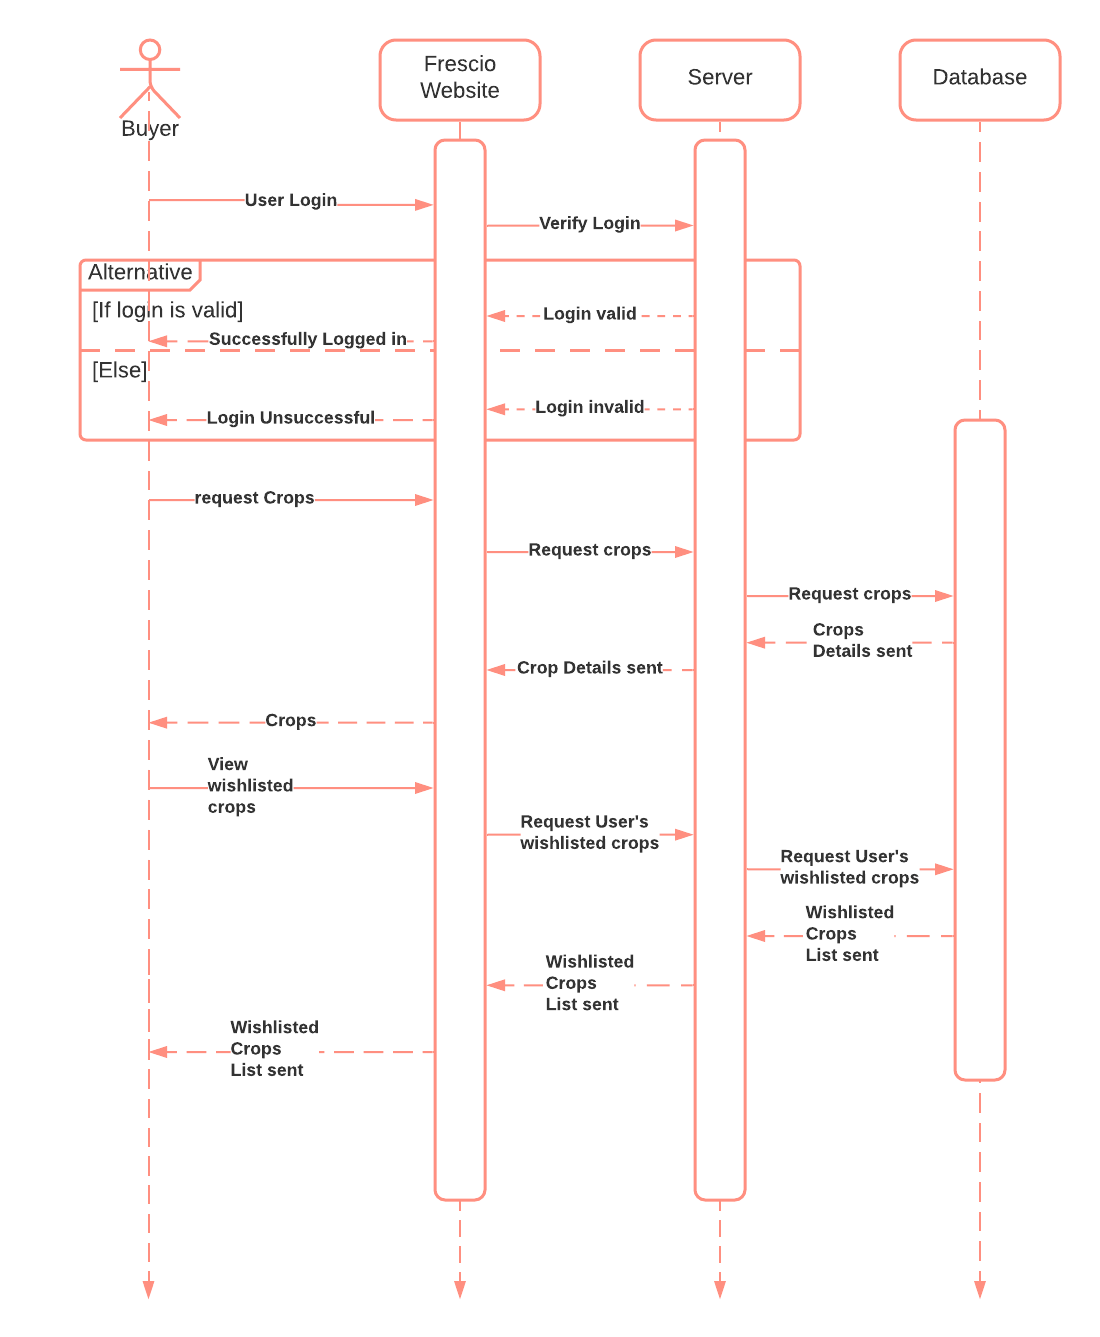 Buyer
Frescio
Website
Server
Database
User Login
Verify Login
Alternative
[If login is valid]
Login valid
Successfully Logged in
[Else]
Login invalid
Login Unsuccessful
request Crops
Request crops
Request crops
Crops
Details sent
Crop Details sent
Crops
View
wishlisted
crops
Request User's
wishlisted crops
Request User's
wishlisted crops
Wishlisted
Crops
List sent
Wishlisted
Crops
List sent
Wishlisted
Crops
List sent